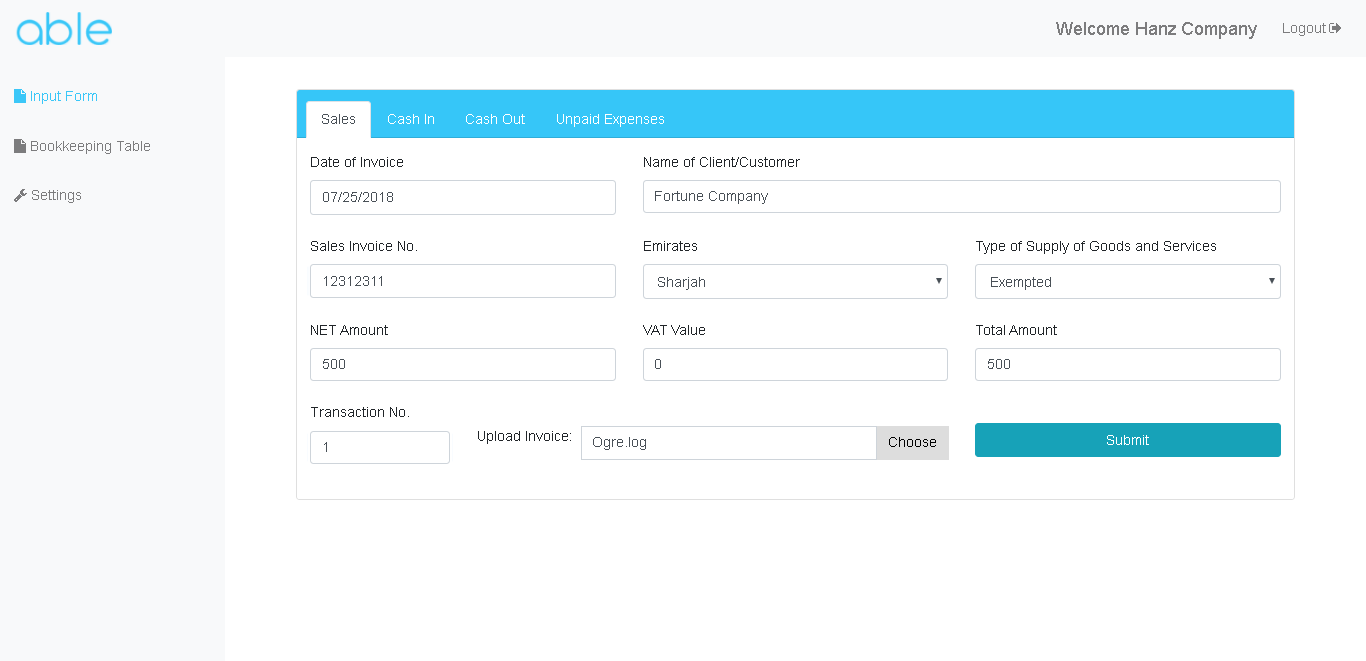 able
Welcome Hanz Company
Logout
Input Form
Bookkeeping Table
Settings
Sales Cash In Cash Out Unpaid Expenses
Date of Invoice Name of Client/Customer
07/25/2018 Fortune Company
Sales Invoice No. Emirates Type of Supply of Goods and Services
12312311 Sharjah Exempted
NET Amount VAT Value Total Amount
500 0 500
Transaction No.
1 Upload Invoice: Ogre.log Choose Submit